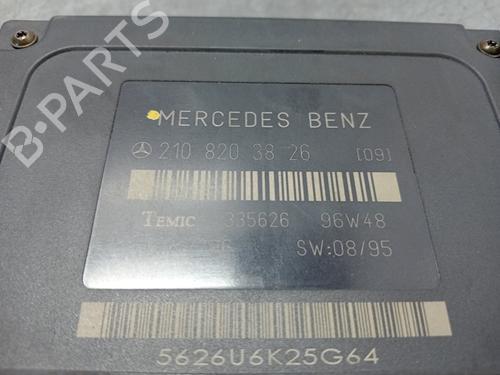 B-PARTS
MERCEDES BENZ
210 820 38 26 [09]
TEMIC 335626 96W48
SW:08/95
5626U6K25G64